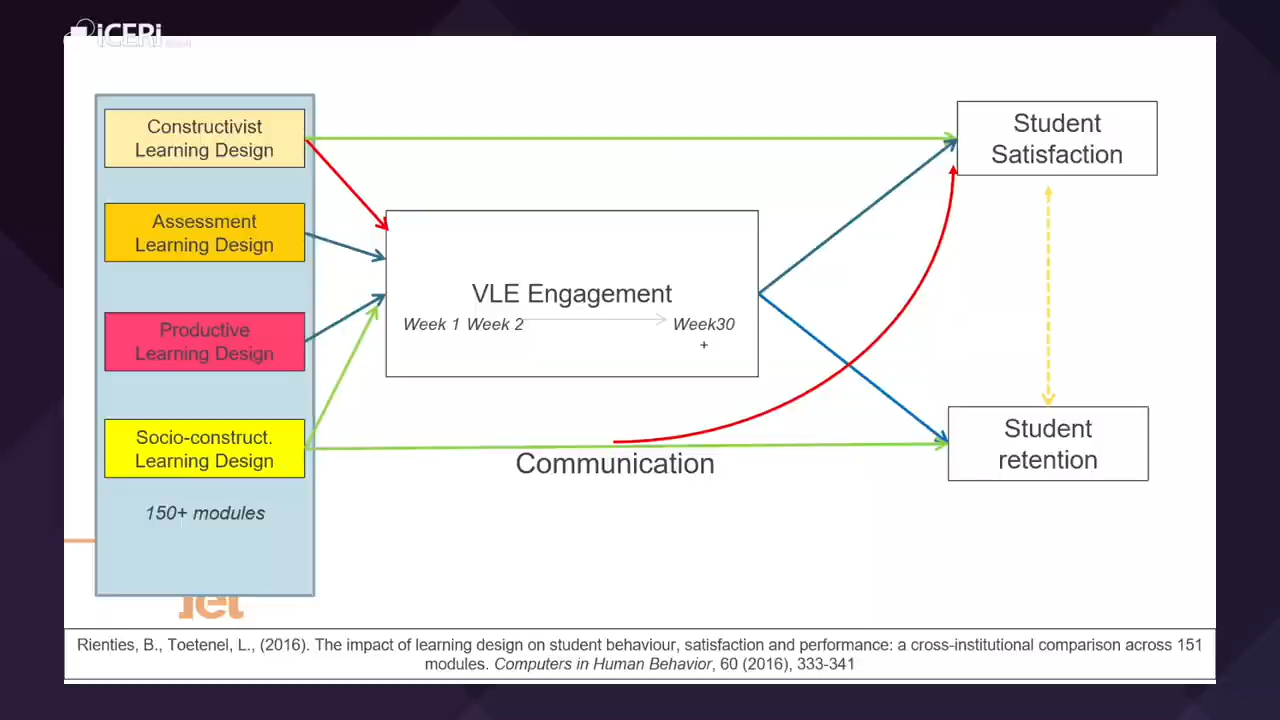 iCERi
Constructivist
Learning Design
Assessment
Learning Design
Productive
Learning Design
Socio-construct.
Learning Design
150+ modules
VLE Engagement
Week 1 Week 2 Week30
+
Communication
Student
Satisfaction
Student
retention
iet
Rienties, B., Toetenel, L., (2016). The impact of learning design on student behaviour, satisfaction and performance: a cross-institutional comparison across 151
modules. Computers in Human Behavior, 60 (2016), 333-341